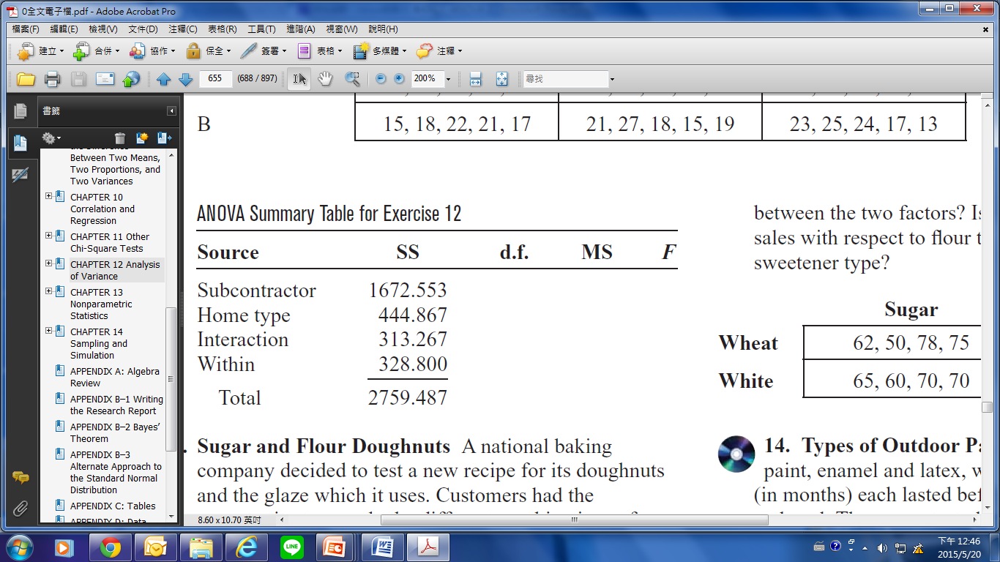 0全文電子檔.pdf - Adobe Acrobat Pro
檔案(F) 編輯(E) 檢視(V) 文件(D) 注釋(C) 表格(R) 工具(T) 進階(A) 視窗(W) 說明(H)
建立 合併 協作 保全 簽署 表格 多媒體 注釋
655 (688 / 897) 200% 尋找
書籤
Between Two Means,
Two Proportions, and
Two Variances
CHAPTER 10
Correlation and
Regression
CHAPTER 11 Other
Chi-Square Tests
CHAPTER 12 Analysis
of Variance
CHAPTER 13
Nonparametric
Statistics
CHAPTER 14
Sampling and
Simulation
APPENDIX A: Algebra
Review
APPENDIX B–1 Writing
the Research Report
APPENDIX B–2 Bayes’
Theorem
APPENDIX B–3
Alternate Approach to
the Standard Normal
Distribution
APPENDIX C: Tables
APPENDIX D: Data
B 15, 18, 22, 21, 17 21, 27, 18, 15, 19 23, 25, 24, 17, 13
ANOVA Summary Table for Exercise 12
Source SS d.f. MS F
Subcontractor 1672.553
Home type 444.867
Interaction 313.267
Within 328.800
Total 2759.487
. Sugar and Flour Doughnuts A national baking
company decided to test a new recipe for its doughnuts
and the glaze which it uses. Customers had the
between the two factors? Is
sales with respect to flour t
sweetener type?
Sugar
Wheat 62, 50, 78, 75
White 65, 60, 70, 70
14. Types of Outdoor Pa
paint, enamel and latex, w
(in months) each lasted bef
8.60 x 10.70 英吋
LINE
下午 12:46
2015/5/20